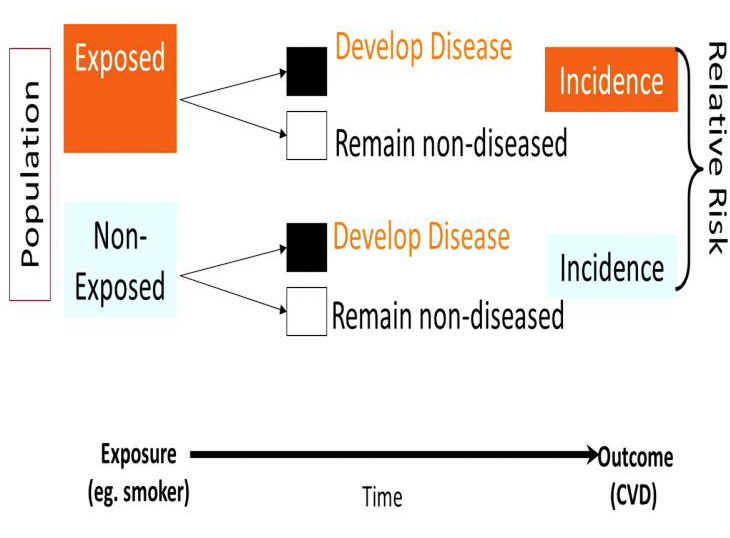 Population
Exposed
Develop Disease
Remain non-diseased
Incidence
Non-
Exposed
Develop Disease
Remain non-diseased
Incidence
Relative Risk
Exposure
(eg. smoker)
Time
Outcome
(CVD)